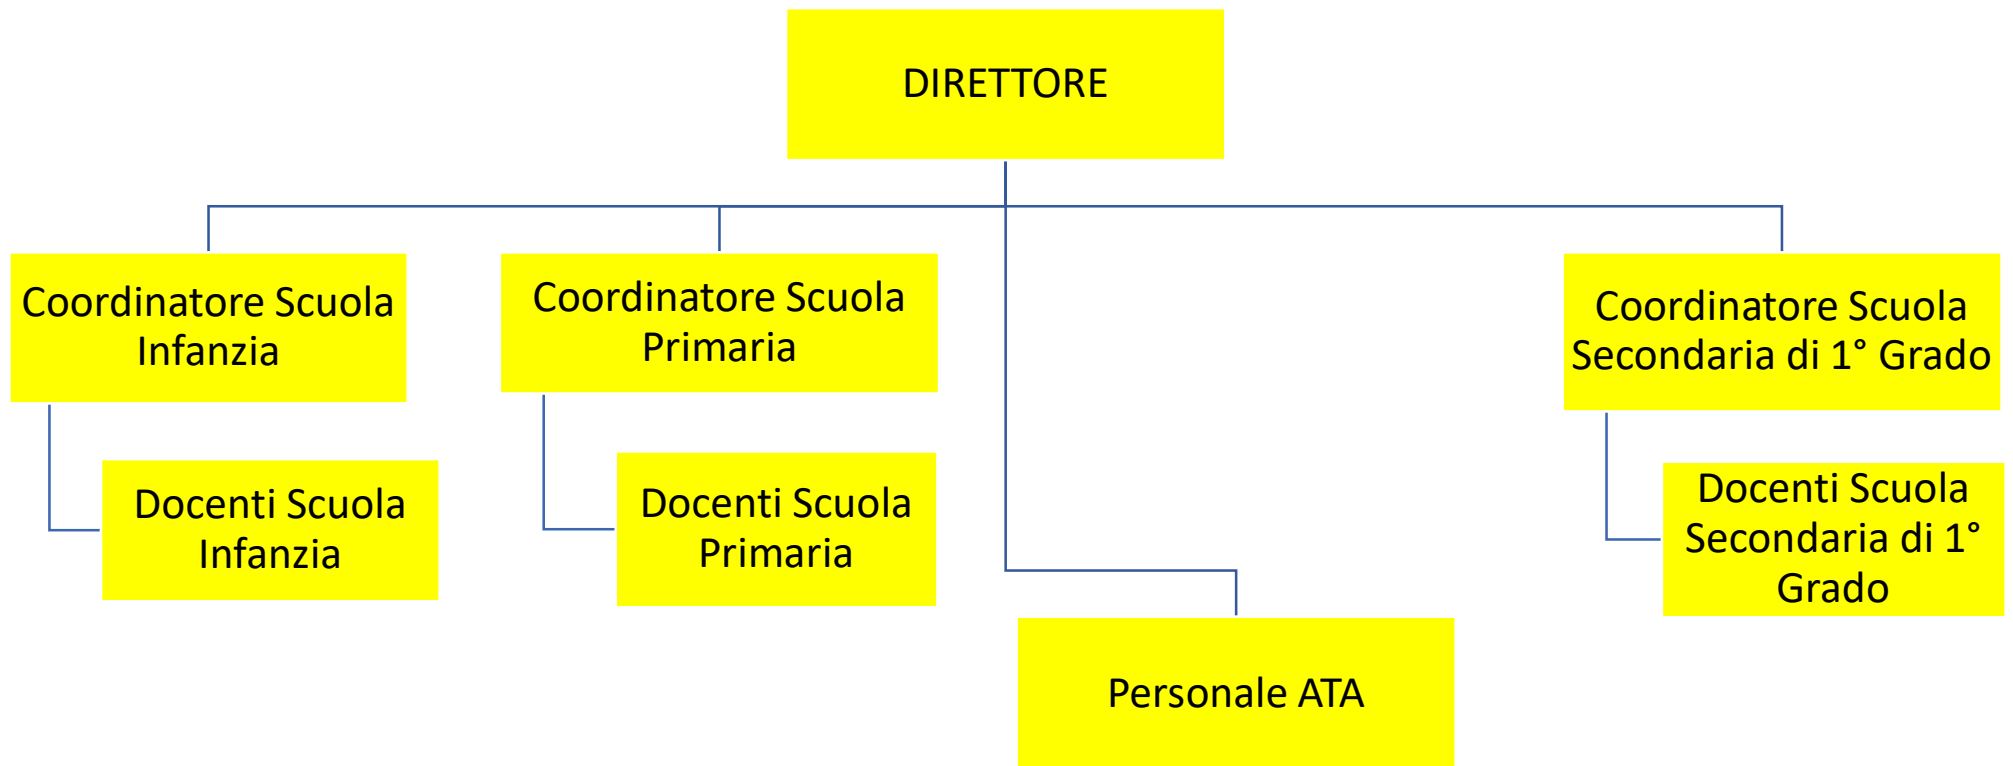 DIRETTORE
Coordinatore Scuola
Infanzia
Coordinatore Scuola
Primaria
Coordinatore Scuola
Secondaria di 1° Grado
Docenti Scuola
Infanzia
Docenti Scuola
Primaria
Docenti Scuola
Secondaria di 1°
Grado
Personale ATA